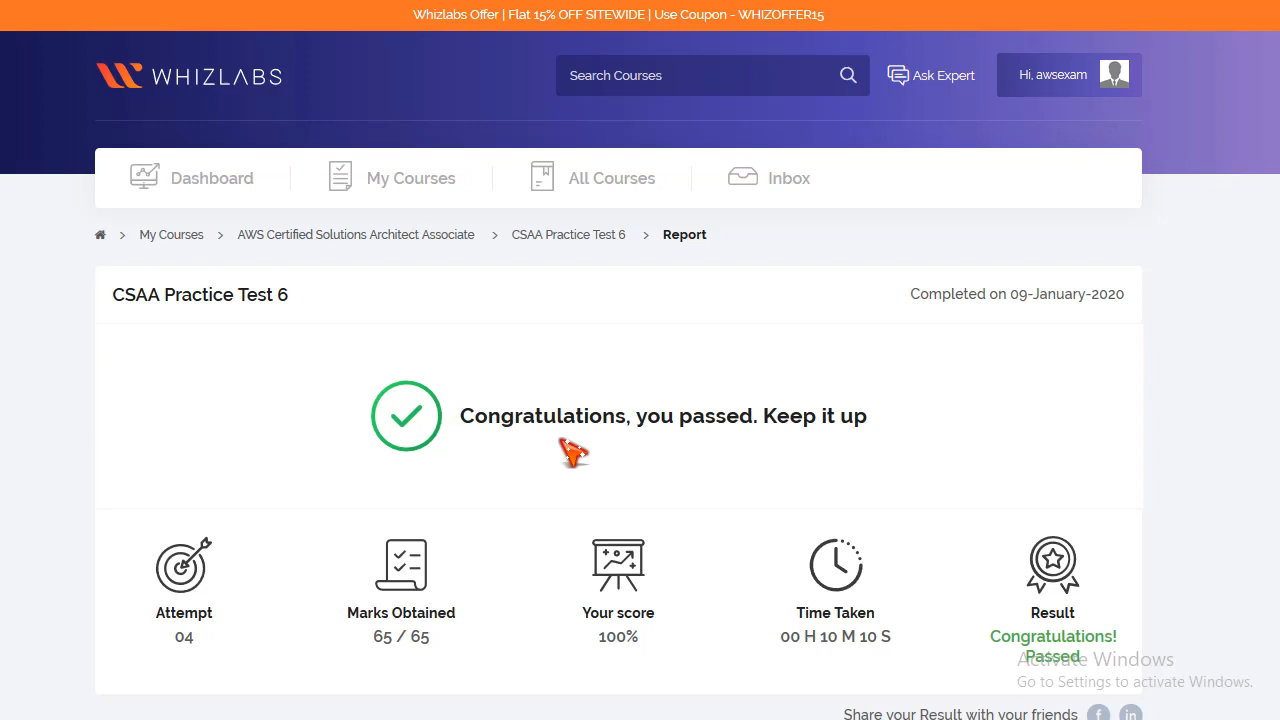 Whizlabs Offer | Flat 15% OFF SITEWIDE | Use Coupon - WHIZOFFER15
WHIZLABS
Search Courses
Ask Expert
Hi, awsexam
Dashboard
My Courses
All Courses
Inbox
My Courses > AWS Certified Solutions Architect Associate > CSAA Practice Test 6 > Report
CSAA Practice Test 6
Completed on 09-January-2020
Congratulations, you passed. Keep it up
Attempt
04
Marks Obtained
65 / 65
Your score
100%
Time Taken
00 H 10 M 10 S
Result
Congratulations!
Passed
Activate Windows
Go to Settings to activate Windows.
Share your Result with your friends
f
in